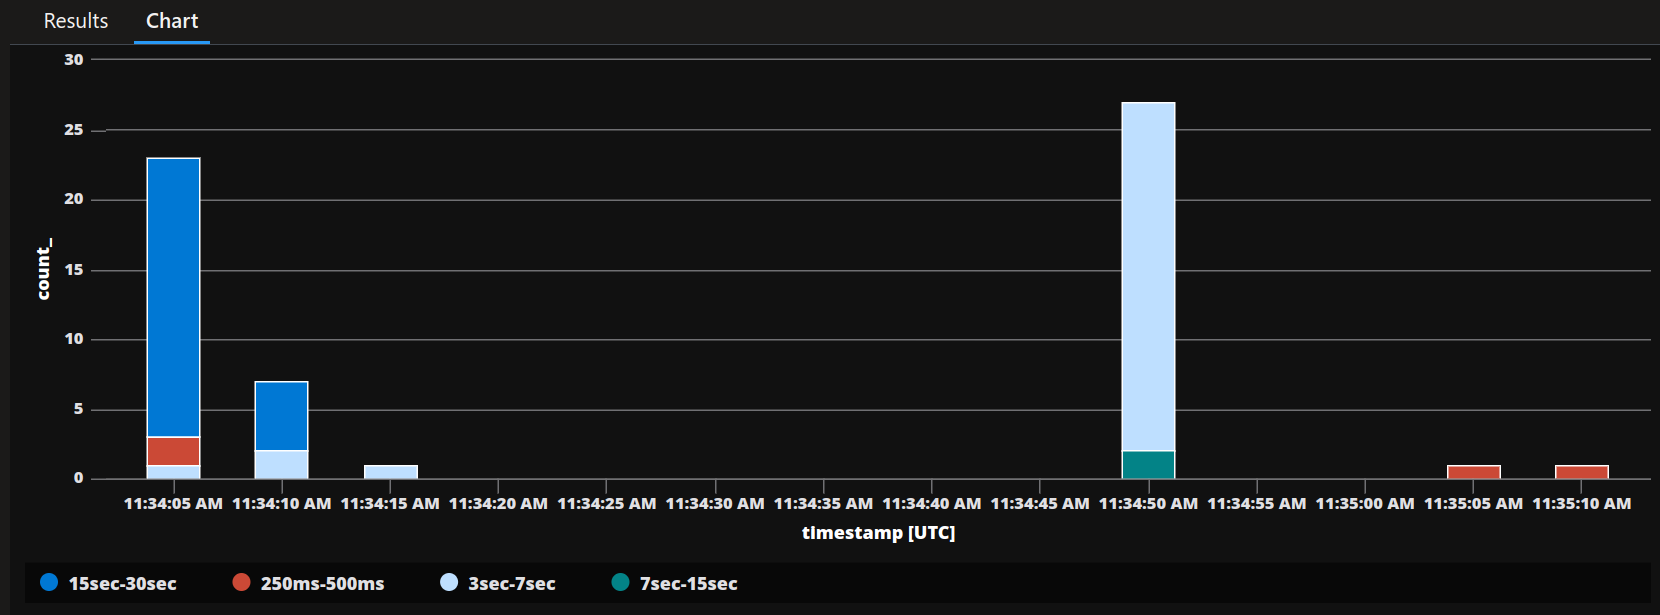 Results Chart
30
25
20
15
10
5
0
count_
11:34:05 AM 11:34:10 AM 11:34:15 AM 11:34:20 AM 11:34:25 AM 11:34:30 AM 11:34:35 AM 11:34:40 AM 11:34:45 AM 11:34:50 AM 11:34:55 AM 11:35:00 AM 11:35:05 AM 11:35:10 AM
timestamp [UTC]
15sec-30sec 250ms-500ms 3sec-7sec 7sec-15sec